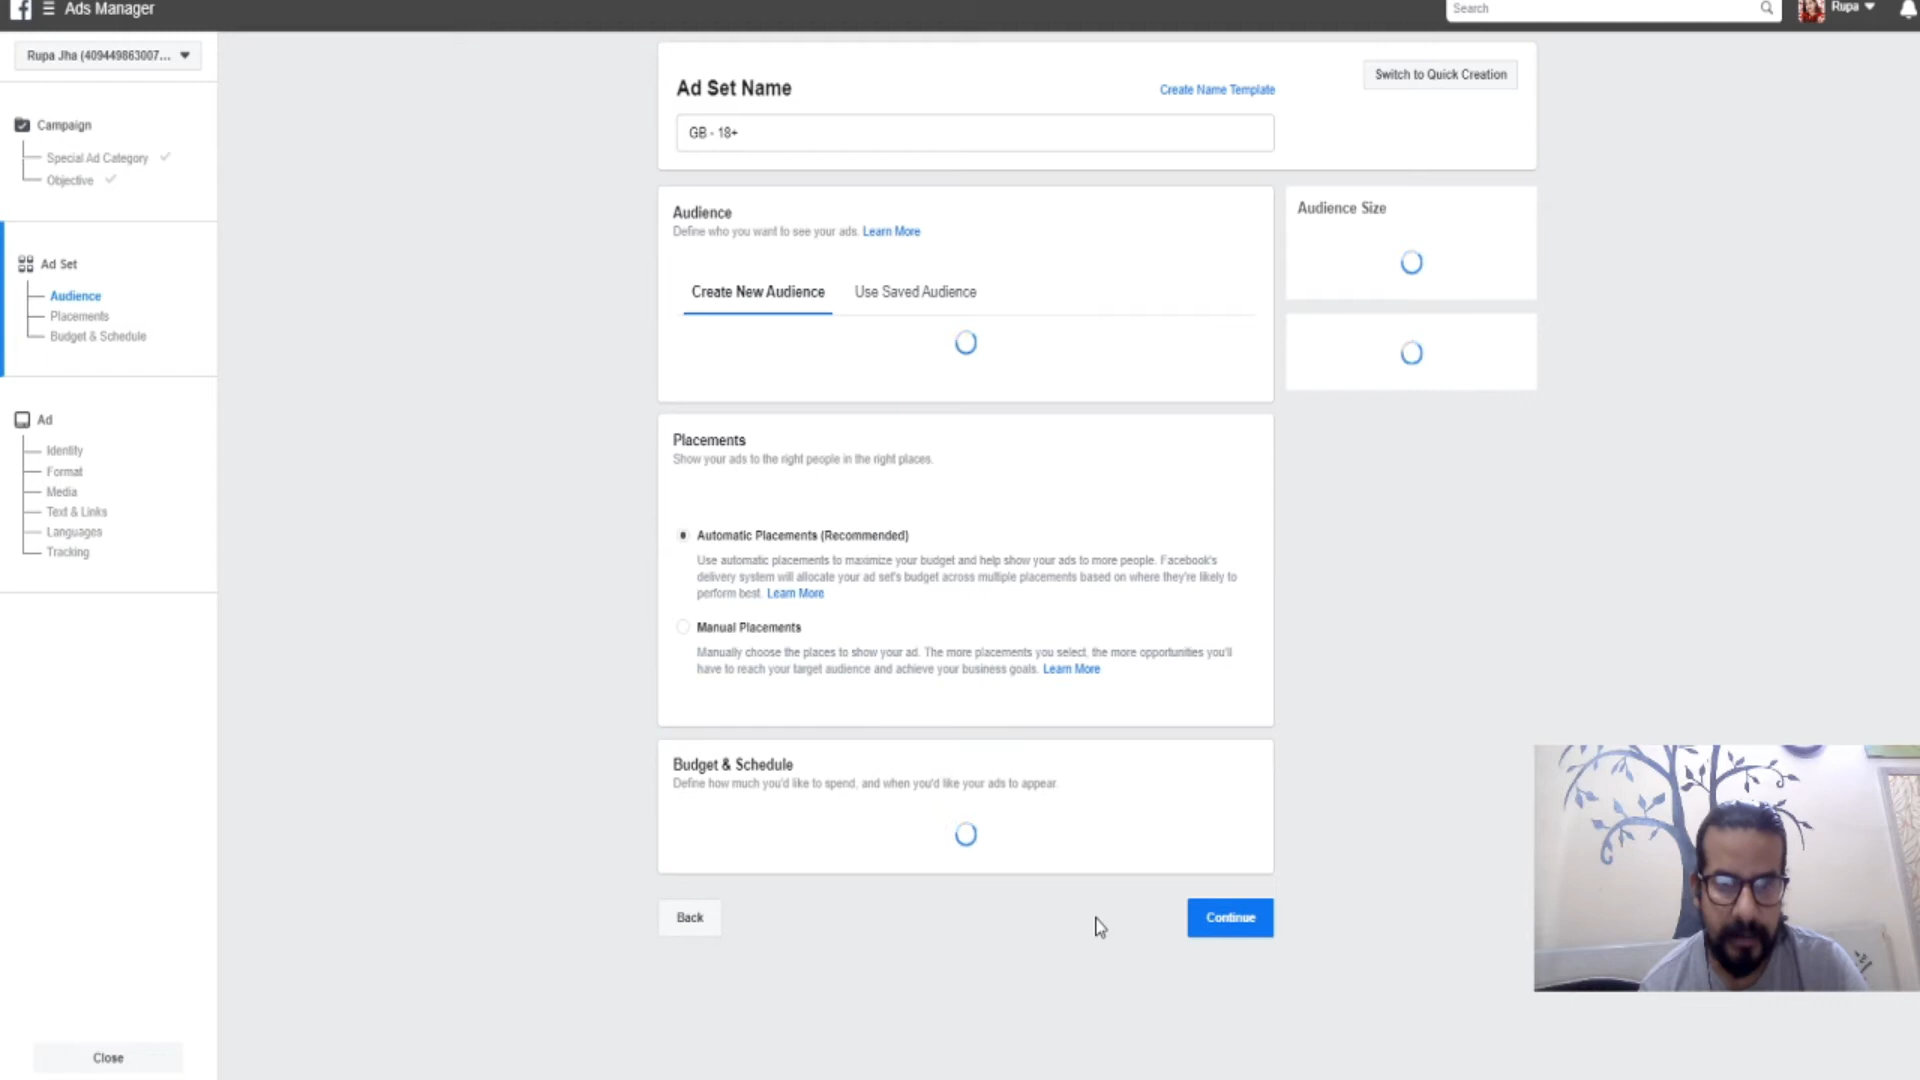 Ads Manager
Search
Rupa
Rupa Jha (409449863007...
Campaign
Special Ad Category
Objective
Ad Set
Audience
Placements
Budget & Schedule
Ad
Identity
Format
Media
Text & Links
Languages
Tracking
Close
Ad Set Name
Create Name Template
Switch to Quick Creation
GB - 18+
Audience
Define who you want to see your ads. Learn More
Create New Audience
Use Saved Audience
Audience Size
Placements
Show your ads to the right people in the right places.
Automatic Placements (Recommended)
Use automatic placements to maximize your budget and help show your ads to more people. Facebook's
delivery system will allocate your ad set's budget across multiple placements based on where they're likely to
perform best. Learn More
Manual Placements
Manually choose the places to show your ad. The more placements you select, the more opportunities you'll
have to reach your target audience and achieve your business goals. Learn More
Budget & Schedule
Define how much you'd like to spend, and when you'd like your ads to appear.
Back
Continue